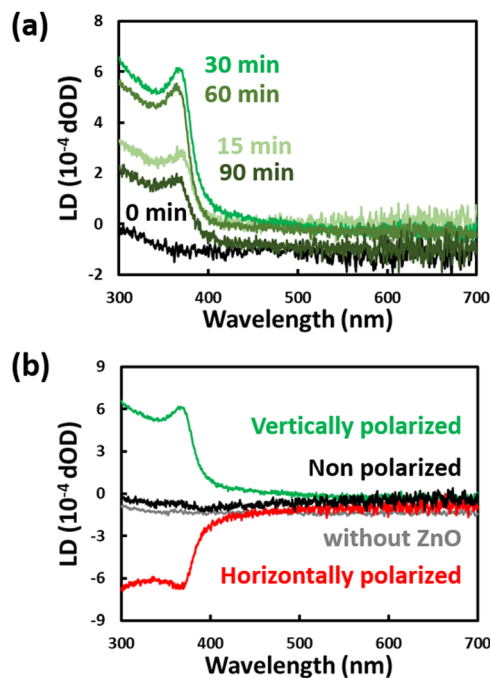 (a)
LD (10⁻⁴ dOD)
8
6
4
2
0
-2
30 min
60 min
15 min
90 min
0 min
300 400 500 600 700
Wavelength (nm)
(b)
LD (10⁻⁴ dOD)
9
6
3
0
-3
-6
-9
Vertically polarized
Non polarized
without ZnO
Horizontally polarized
300 400 500 600 700
Wavelength (nm)